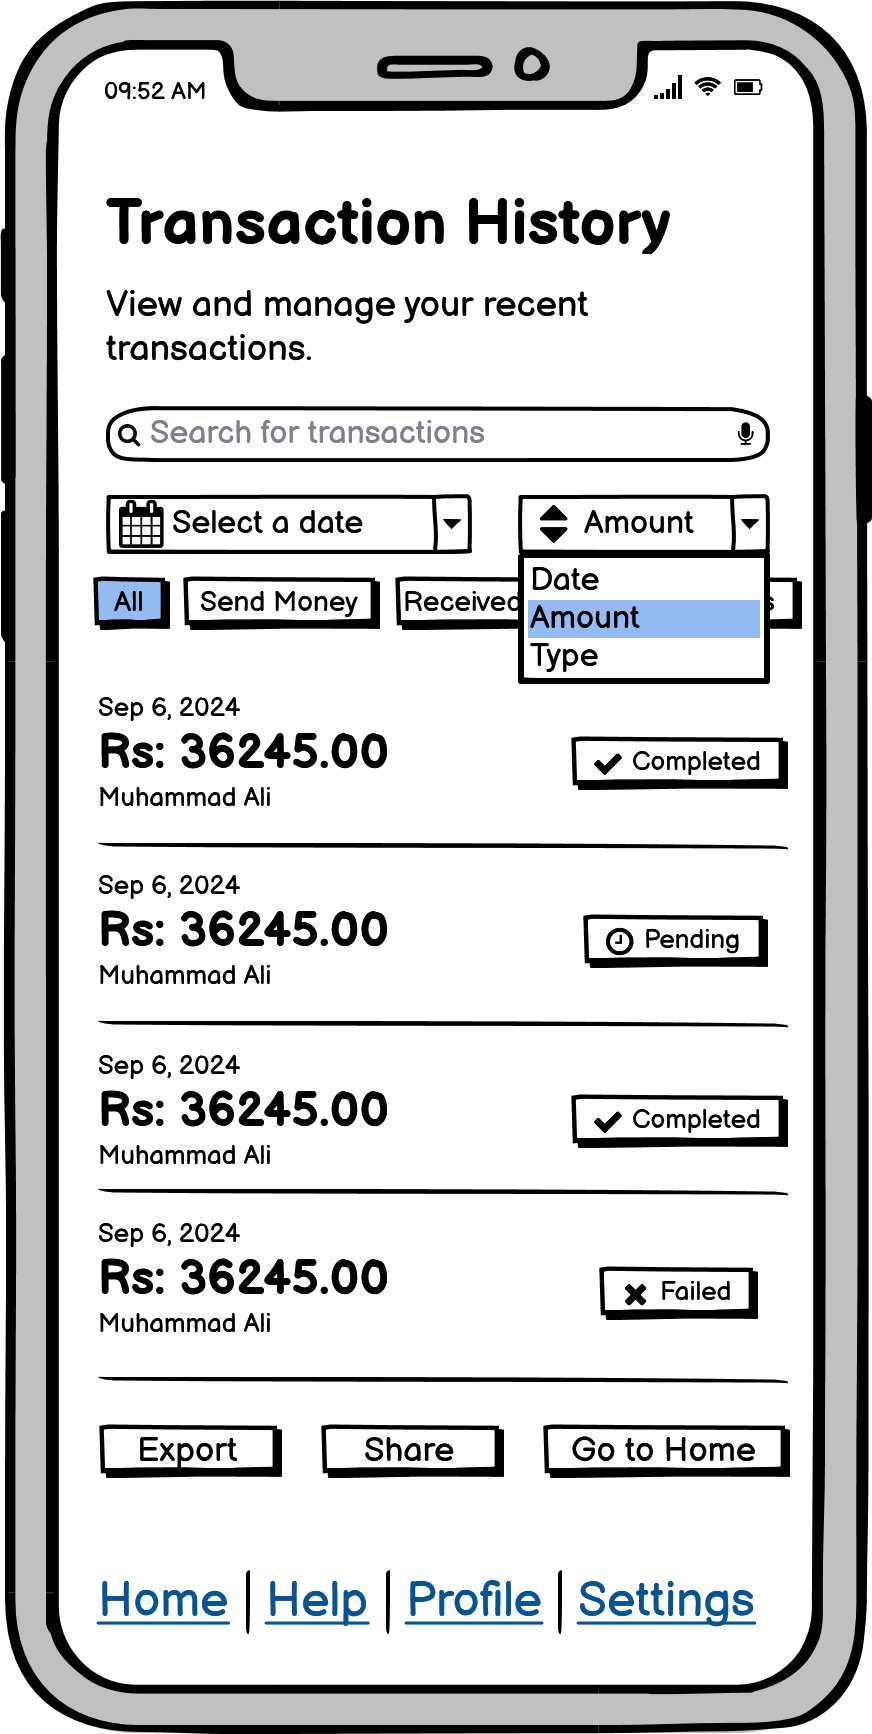 09:52 AM
Transaction History
View and manage your recent
transactions.
Search for transactions
Select a date
Amount
Date
Amount
Type
All
Send Money
Received
Sep 6, 2024
Rs: 36245.00
Muhammad Ali
Completed
Sep 6, 2024
Rs: 36245.00
Muhammad Ali
Pending
Sep 6, 2024
Rs: 36245.00
Muhammad Ali
Completed
Sep 6, 2024
Rs: 36245.00
Muhammad Ali
Failed
Export
Share
Go to Home
Home
Help
Profile
Settings